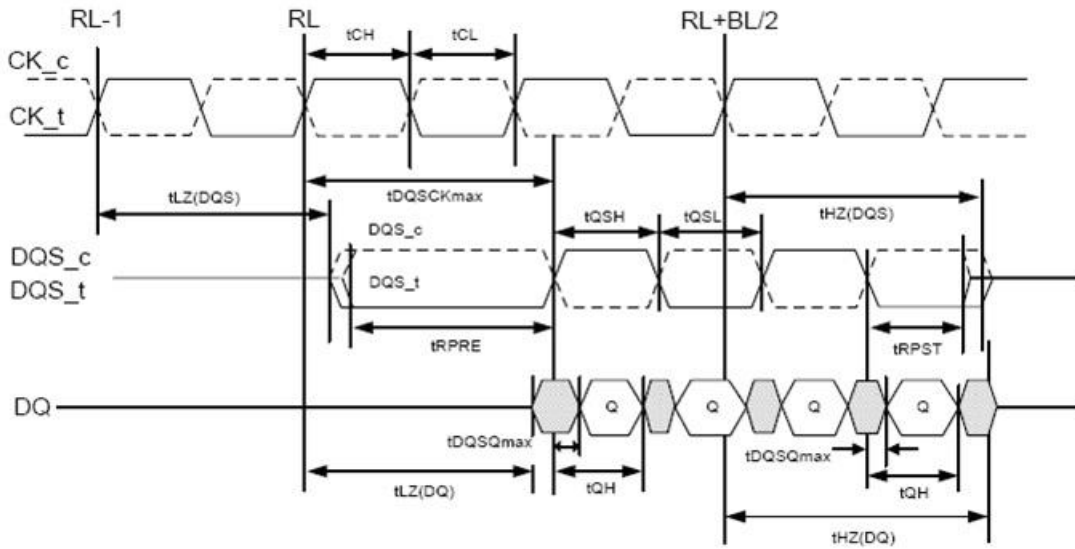 RL-1 RL RL+BL/2
tCH tCL
CK_c
CK_t
tLZ(DQS) tDQSCKmax tHZ(DQS)
tQSH tQSL
DQS_c
DQS_c
DQS_t
DQS_t
tRPRE tRPST
DQ Q Q Q Q
tDQSQmax tDQSQmax
tLZ(DQ) tQH tQH
tHZ(DQ)